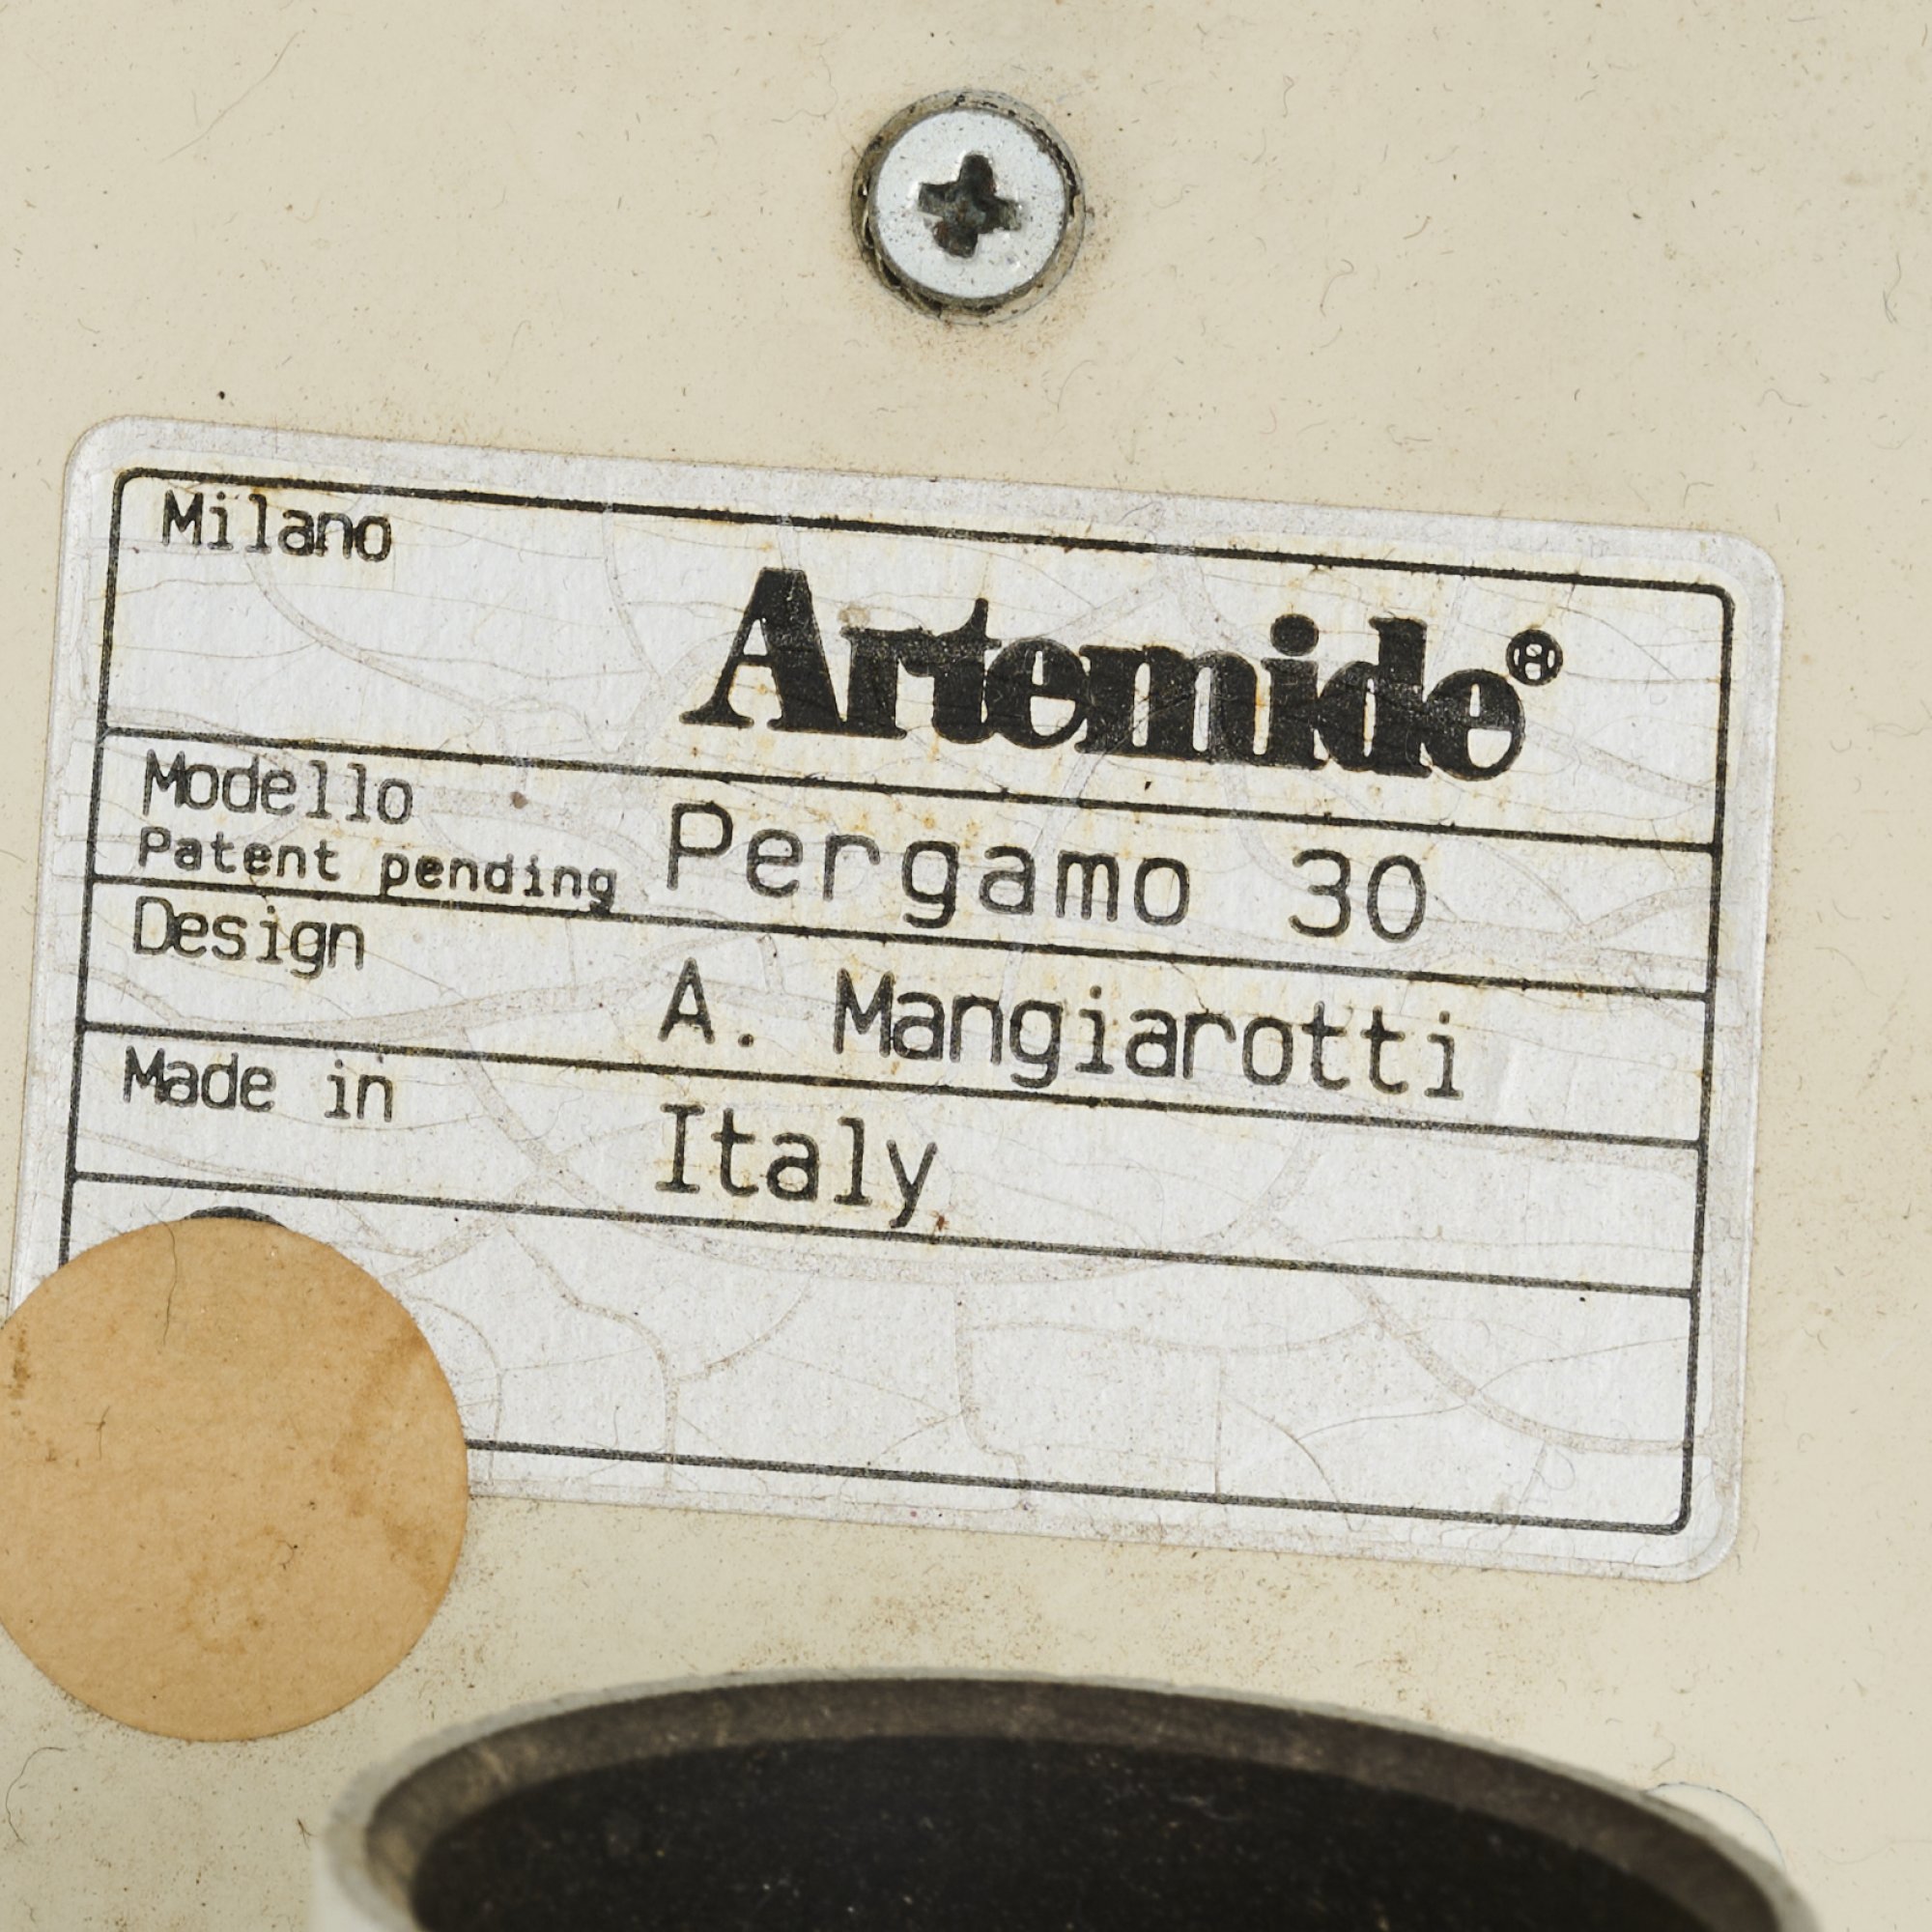 Milano
Artemide®
Modello
Patent pending Pergamo 30
Design
A. Mangiarotti
Made in
Italy